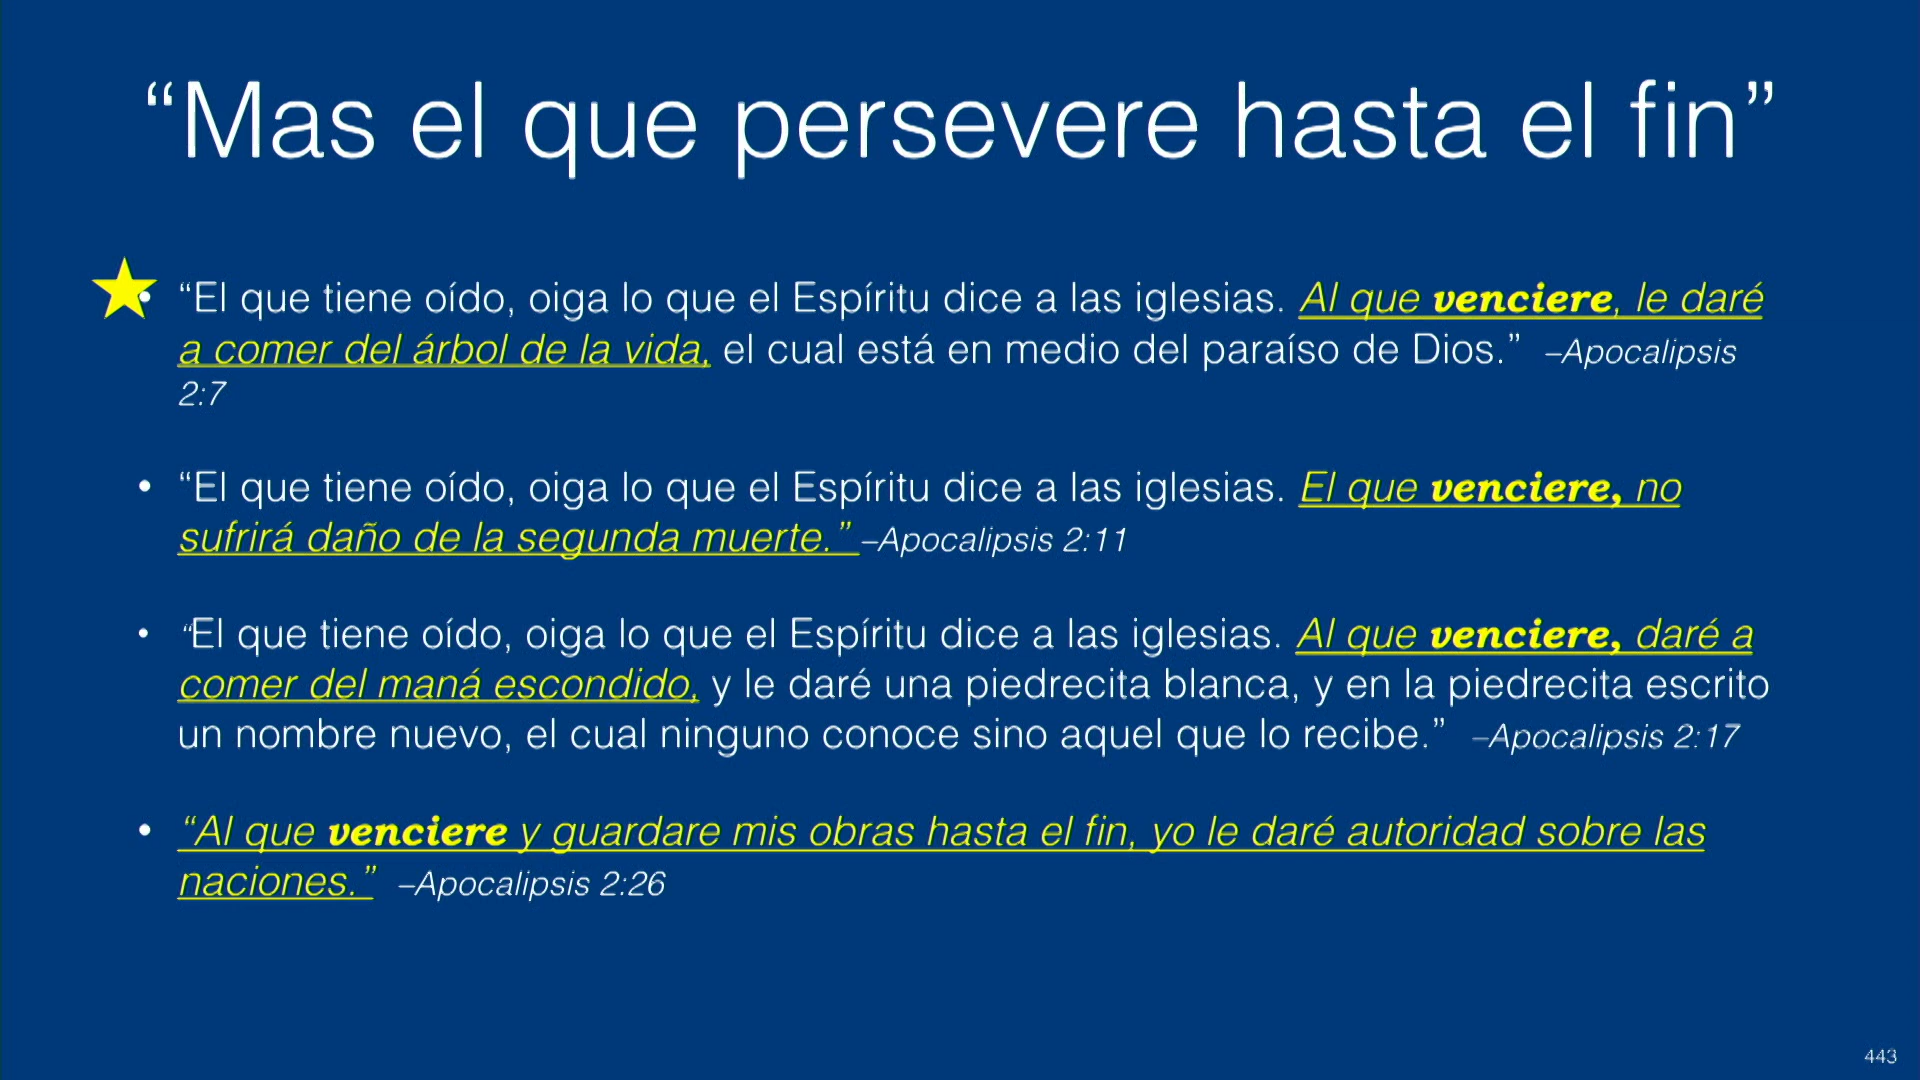 “Mas el que persevere hasta el fin”
• “El que tiene oído, oiga lo que el Espíritu dice a las iglesias. Al que venciere, le daré
a comer del árbol de la vida, el cual está en medio del paraíso de Dios.” –Apocalipsis
2:7
• “El que tiene oído, oiga lo que el Espíritu dice a las iglesias. El que venciere, no
sufrirá daño de la segunda muerte.” –Apocalipsis 2:11
• “El que tiene oído, oiga lo que el Espíritu dice a las iglesias. Al que venciere, daré a
comer del maná escondido, y le daré una piedrecita blanca, y en la piedrecita escrito
un nombre nuevo, el cual ninguno conoce sino aquel que lo recibe.” –Apocalipsis 2:17
• “Al que venciere y guardare mis obras hasta el fin, yo le daré autoridad sobre las
naciones.” –Apocalipsis 2:26
443